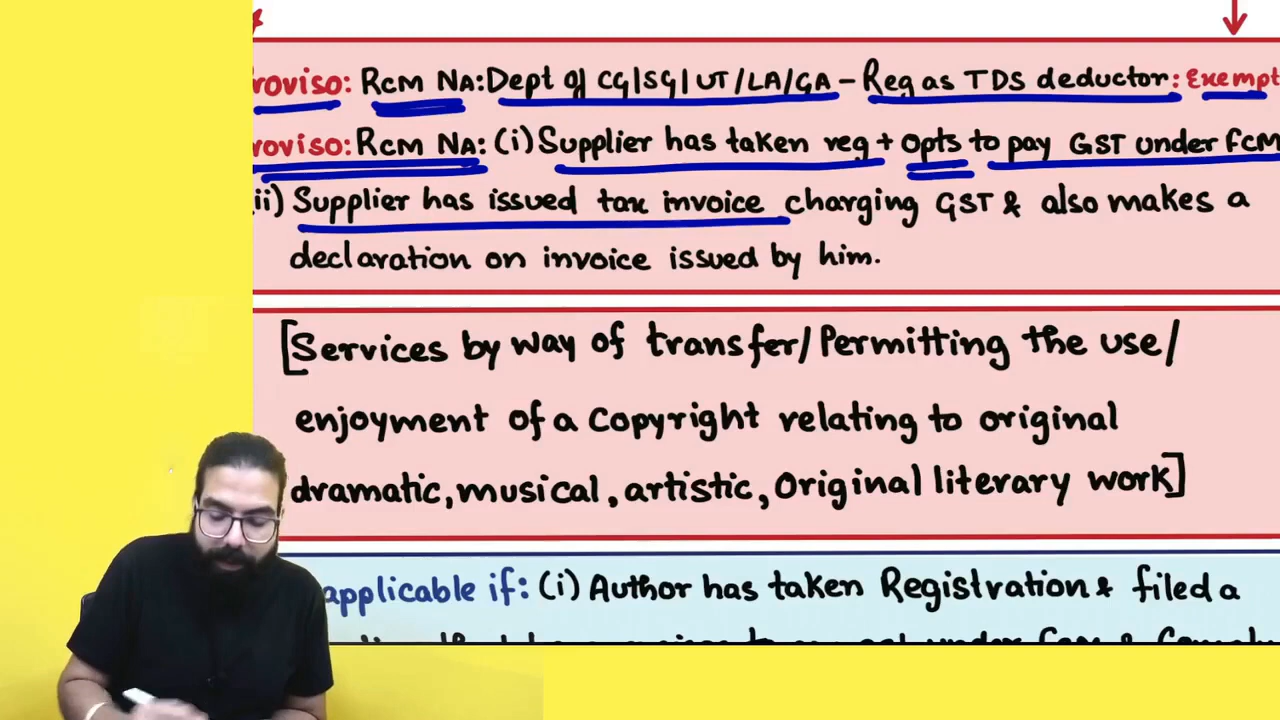 roviso: RCM NA: Dept of CG|SG|UT/LA/GA - Reg as TDS deductor: Exempt
roviso: RCM NA: (i) Supplier has taken reg + opts to pay GST under FCM
ii) Supplier has issued tax invoice charging GST & also makes a
declaration on invoice issued by him.
[Services by way of transfer/Permitting the use/
enjoyment of a Copyright relating to original
dramatic, musical, artistic, Original literary work]
applicable if: (i) Author has taken Registration & filed a